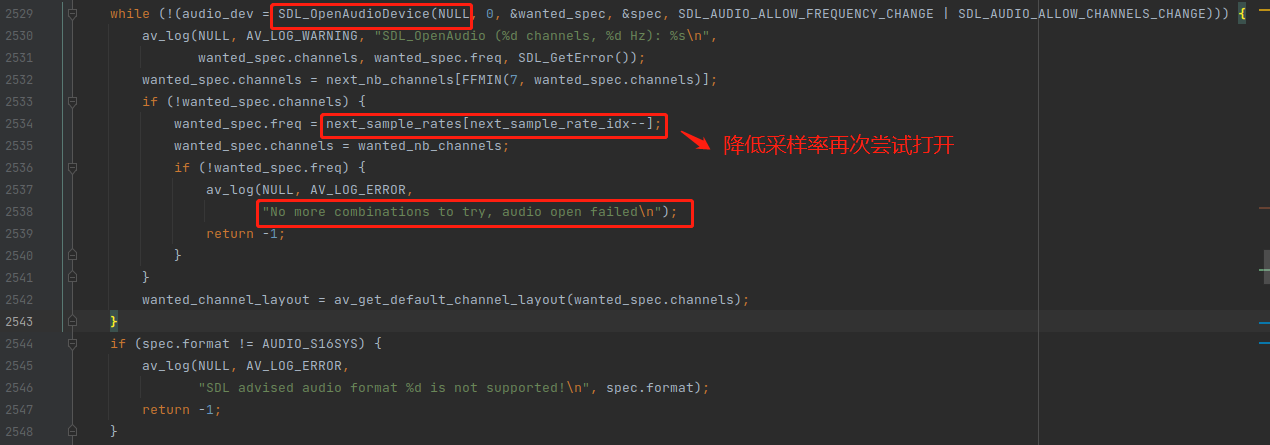 2529 while (!(audio_dev = SDL_OpenAudioDevice(NULL, 0, &wanted_spec, &spec, SDL_AUDIO_ALLOW_FREQUENCY_CHANGE | SDL_AUDIO_ALLOW_CHANNELS_CHANGE))) {
2530 av_log(NULL, AV_LOG_WARNING, "SDL_OpenAudio (%d channels, %d Hz): %s\n",
2531 wanted_spec.channels, wanted_spec.freq, SDL_GetError());
2532 wanted_spec.channels = next_nb_channels[FFMIN(7, wanted_spec.channels)];
2533 if (!wanted_spec.channels) {
2534 wanted_spec.freq = next_sample_rates[next_sample_rate_idx--];
降低采样率再次尝试打开
2535 wanted_spec.channels = wanted_nb_channels;
2536 if (!wanted_spec.freq) {
2537 av_log(NULL, AV_LOG_ERROR,
2538 "No more combinations to try, audio open failed\n");
2539 return -1;
2540 }
2541 }
2542 wanted_channel_layout = av_get_default_channel_layout(wanted_spec.channels);
2543 }
2544 if (spec.format != AUDIO_S16SYS) {
2545 av_log(NULL, AV_LOG_ERROR,
2546 "SDL advised audio format %d is not supported!\n", spec.format);
2547 return -1;
2548 }